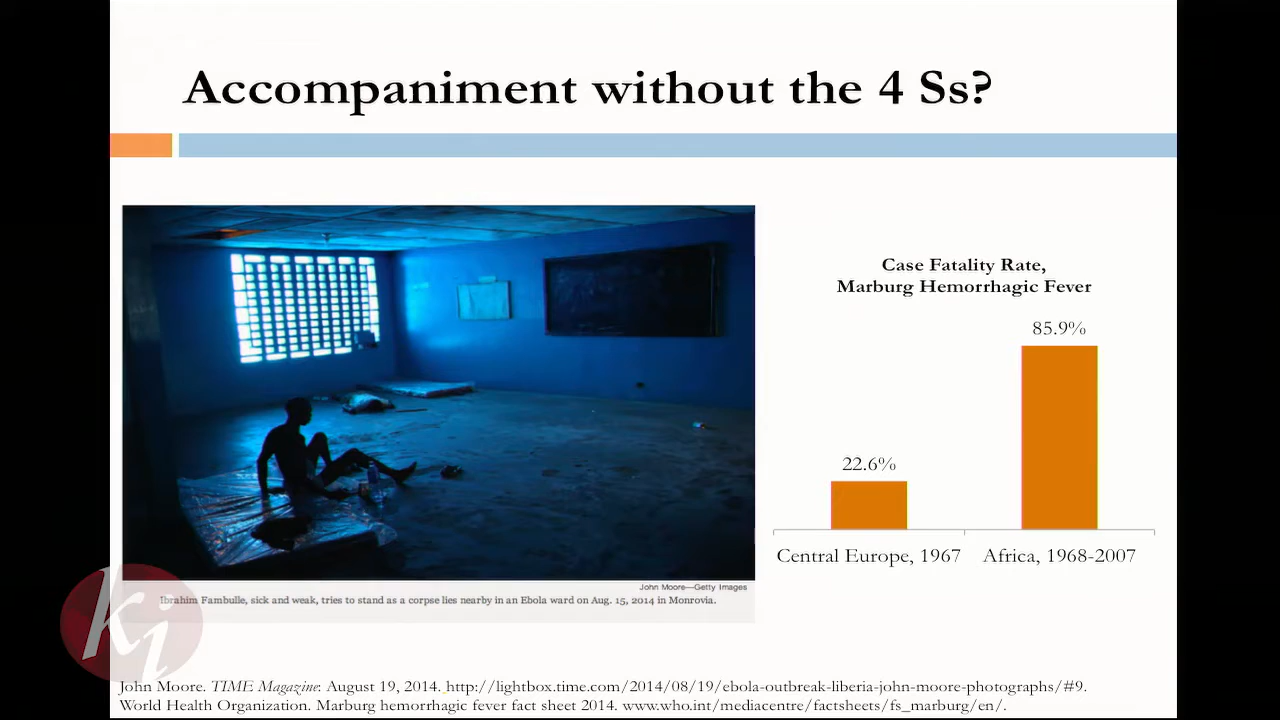 Accompaniment without the 4 Ss?
Case Fatality Rate,
Marburg Hemorrhagic Fever
85.9%
22.6%
Central Europe, 1967
Africa, 1968-2007
John Moore—Getty Images
Ibrahim Fambulle, sick and weak, tries to stand as a corpse lies nearby in an Ebola ward on Aug. 15, 2014 in Monrovia.
ki
John Moore. TIME Magazine: August 19, 2014. http://lightbox.time.com/2014/08/19/ebola-outbreak-liberia-john-moore-photographs/#9.
World Health Organization. Marburg hemorrhagic fever fact sheet 2014. www.who.int/mediacentre/factsheets/fs_marburg/en/.